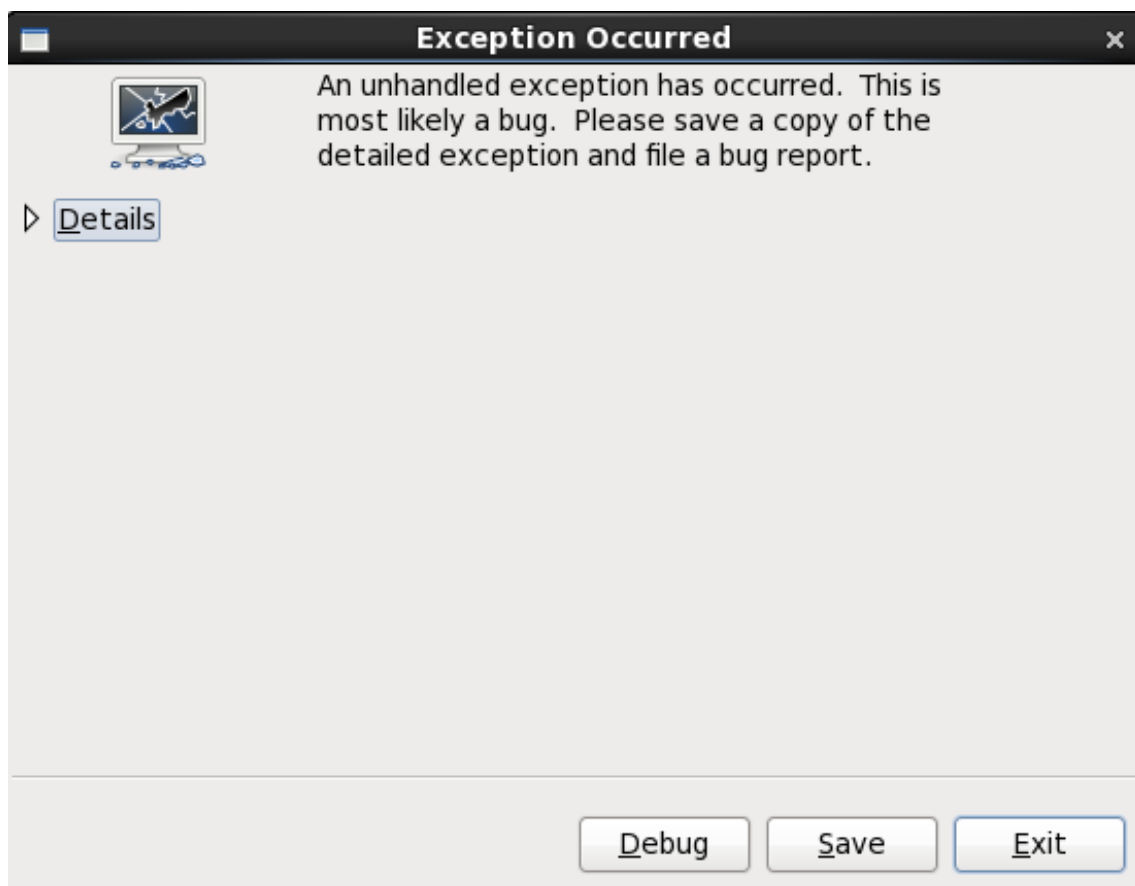 Exception Occurred
An unhandled exception has occurred.  This is
most likely a bug.  Please save a copy of the
detailed exception and file a bug report.
Details
Debug Save Exit